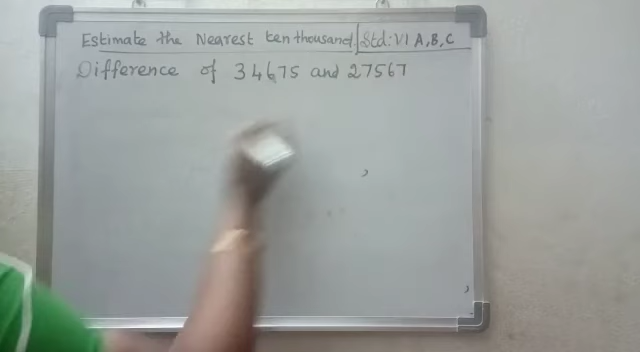 Estimate the Nearest ten thousand. Std: VI A, B, C
Difference of 34675 and 27567